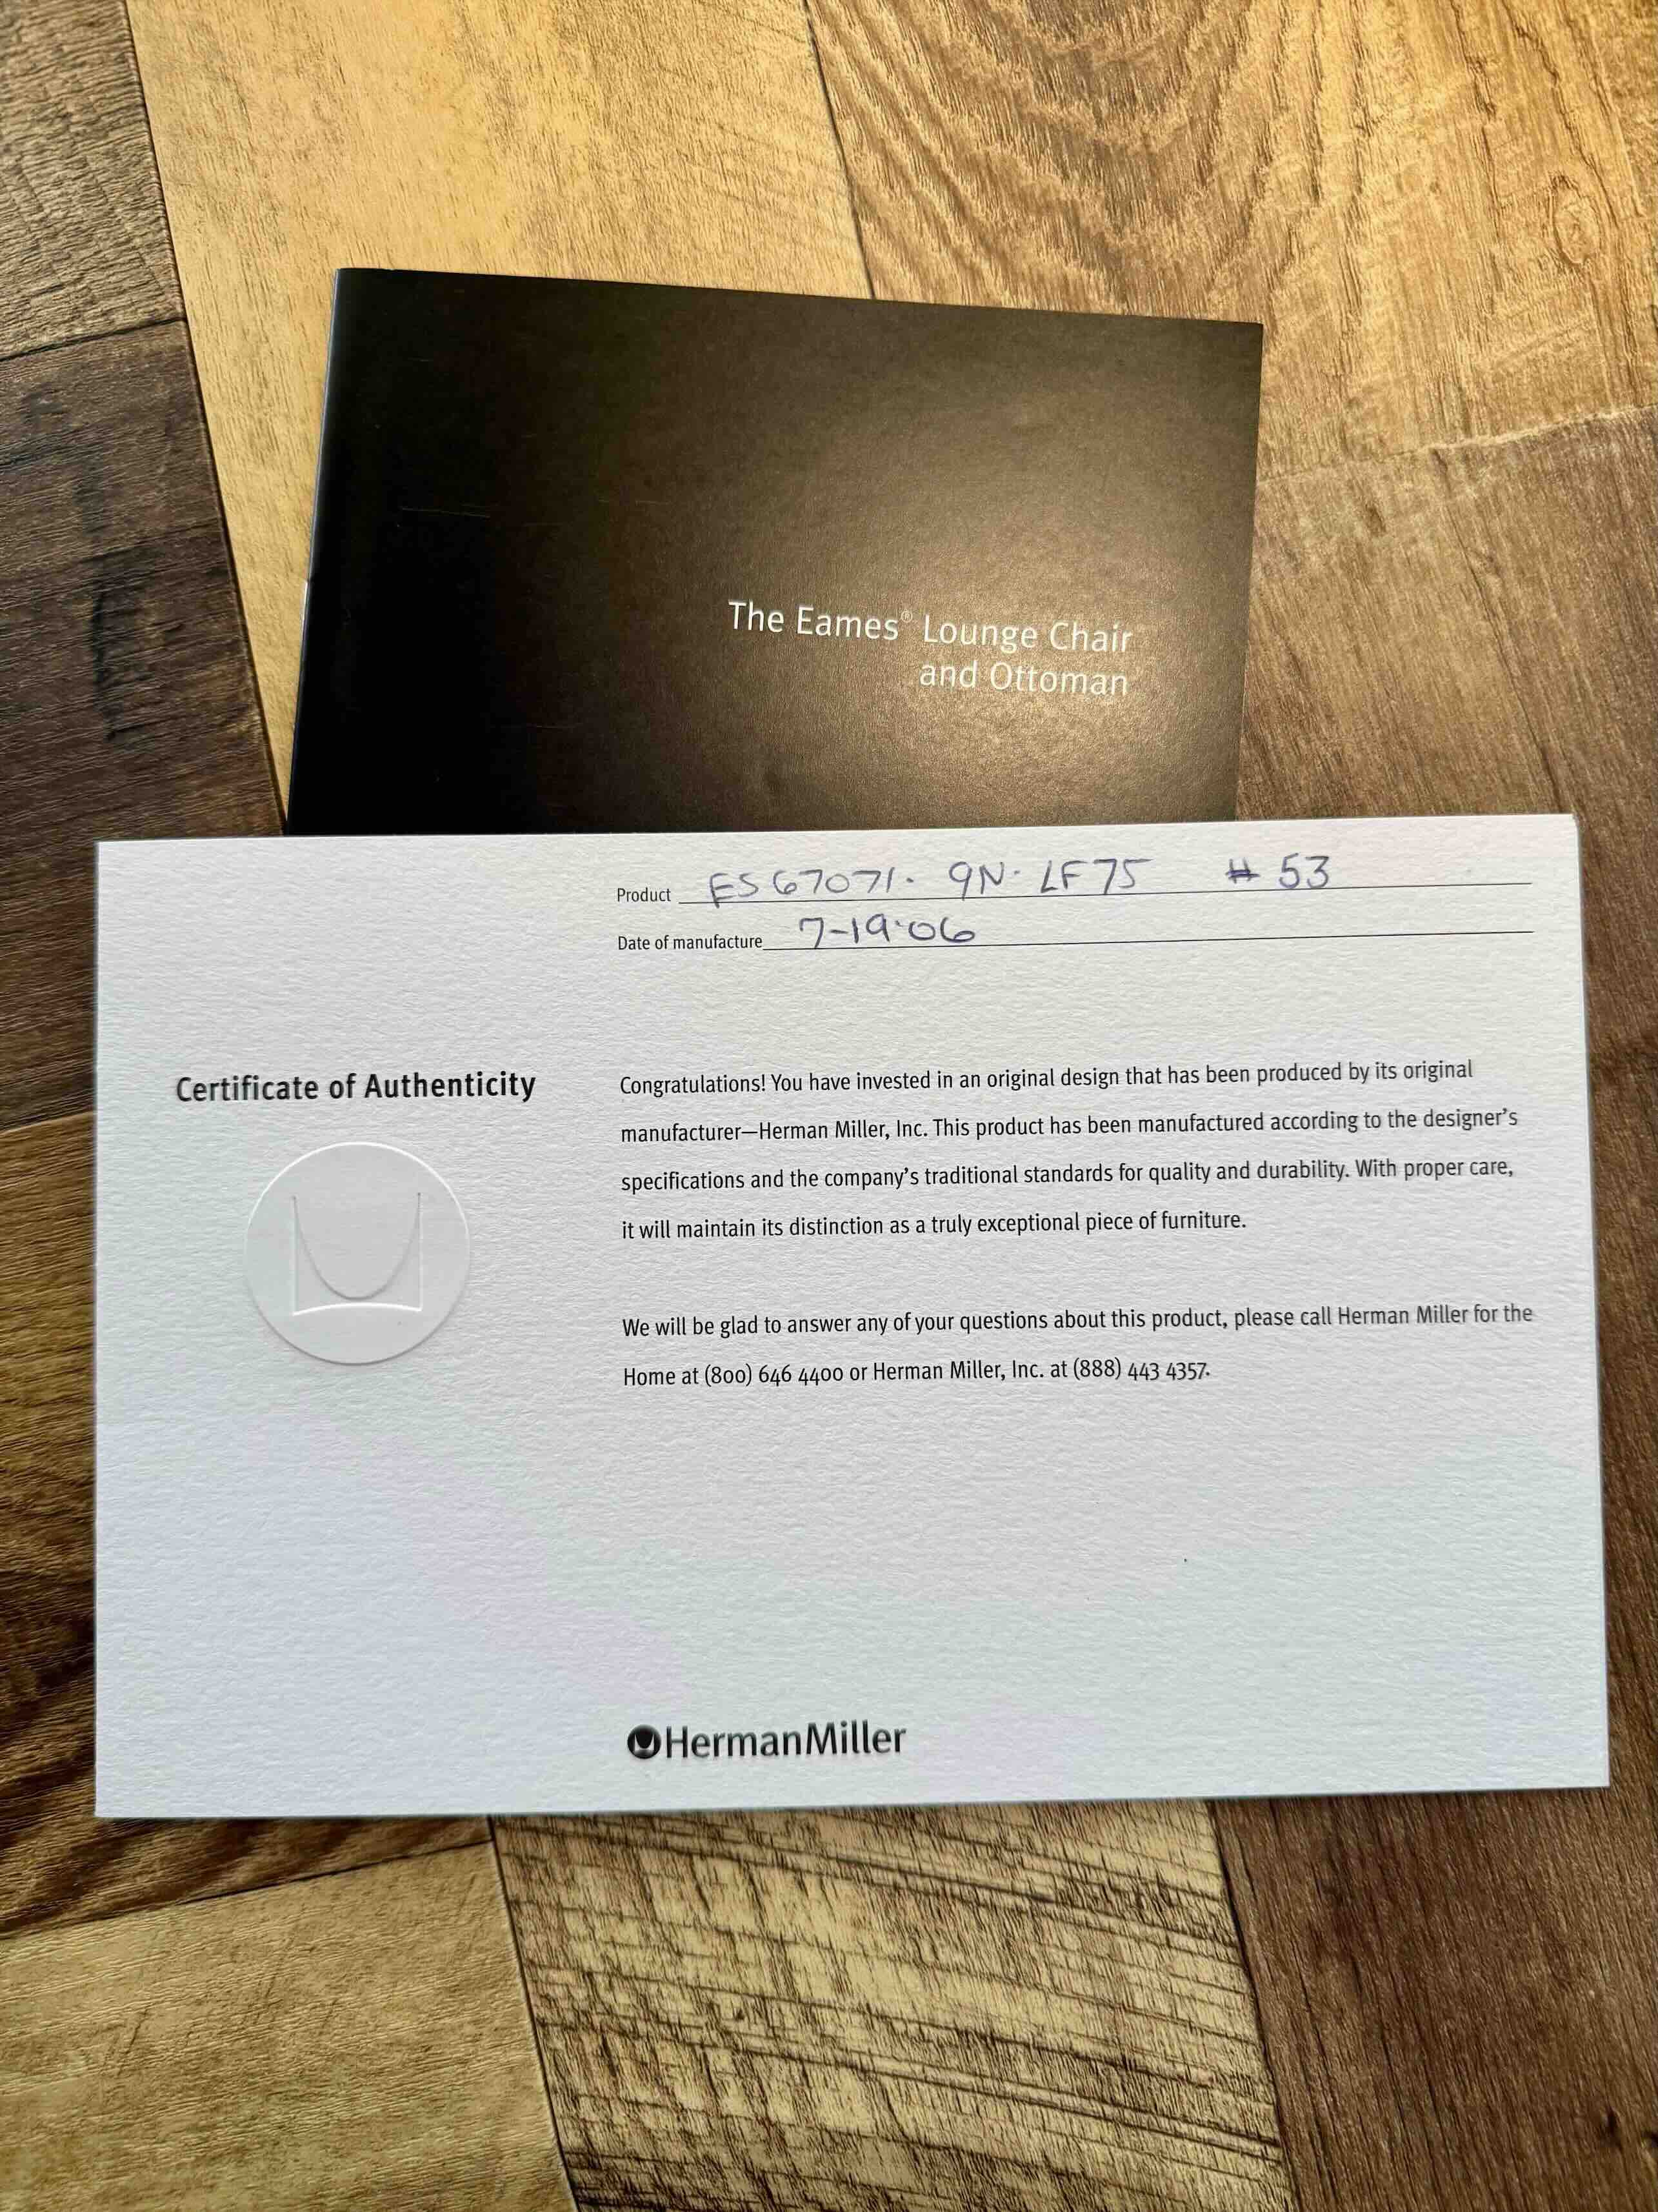 The Eames® Lounge Chair
and Ottoman
Product ES67071. 9N. LF75 # 53
Date of manufacture 7-19-06
Certificate of Authenticity
Congratulations! You have invested in an original design that has been produced by its original
manufacturer—Herman Miller, Inc. This product has been manufactured according to the designer's
specifications and the company's traditional standards for quality and durability. With proper care,
it will maintain its distinction as a truly exceptional piece of furniture.
We will be glad to answer any of your questions about this product, please call Herman Miller for the
Home at (800) 646 4400 or Herman Miller, Inc. at (888) 443 4357.
HermanMiller